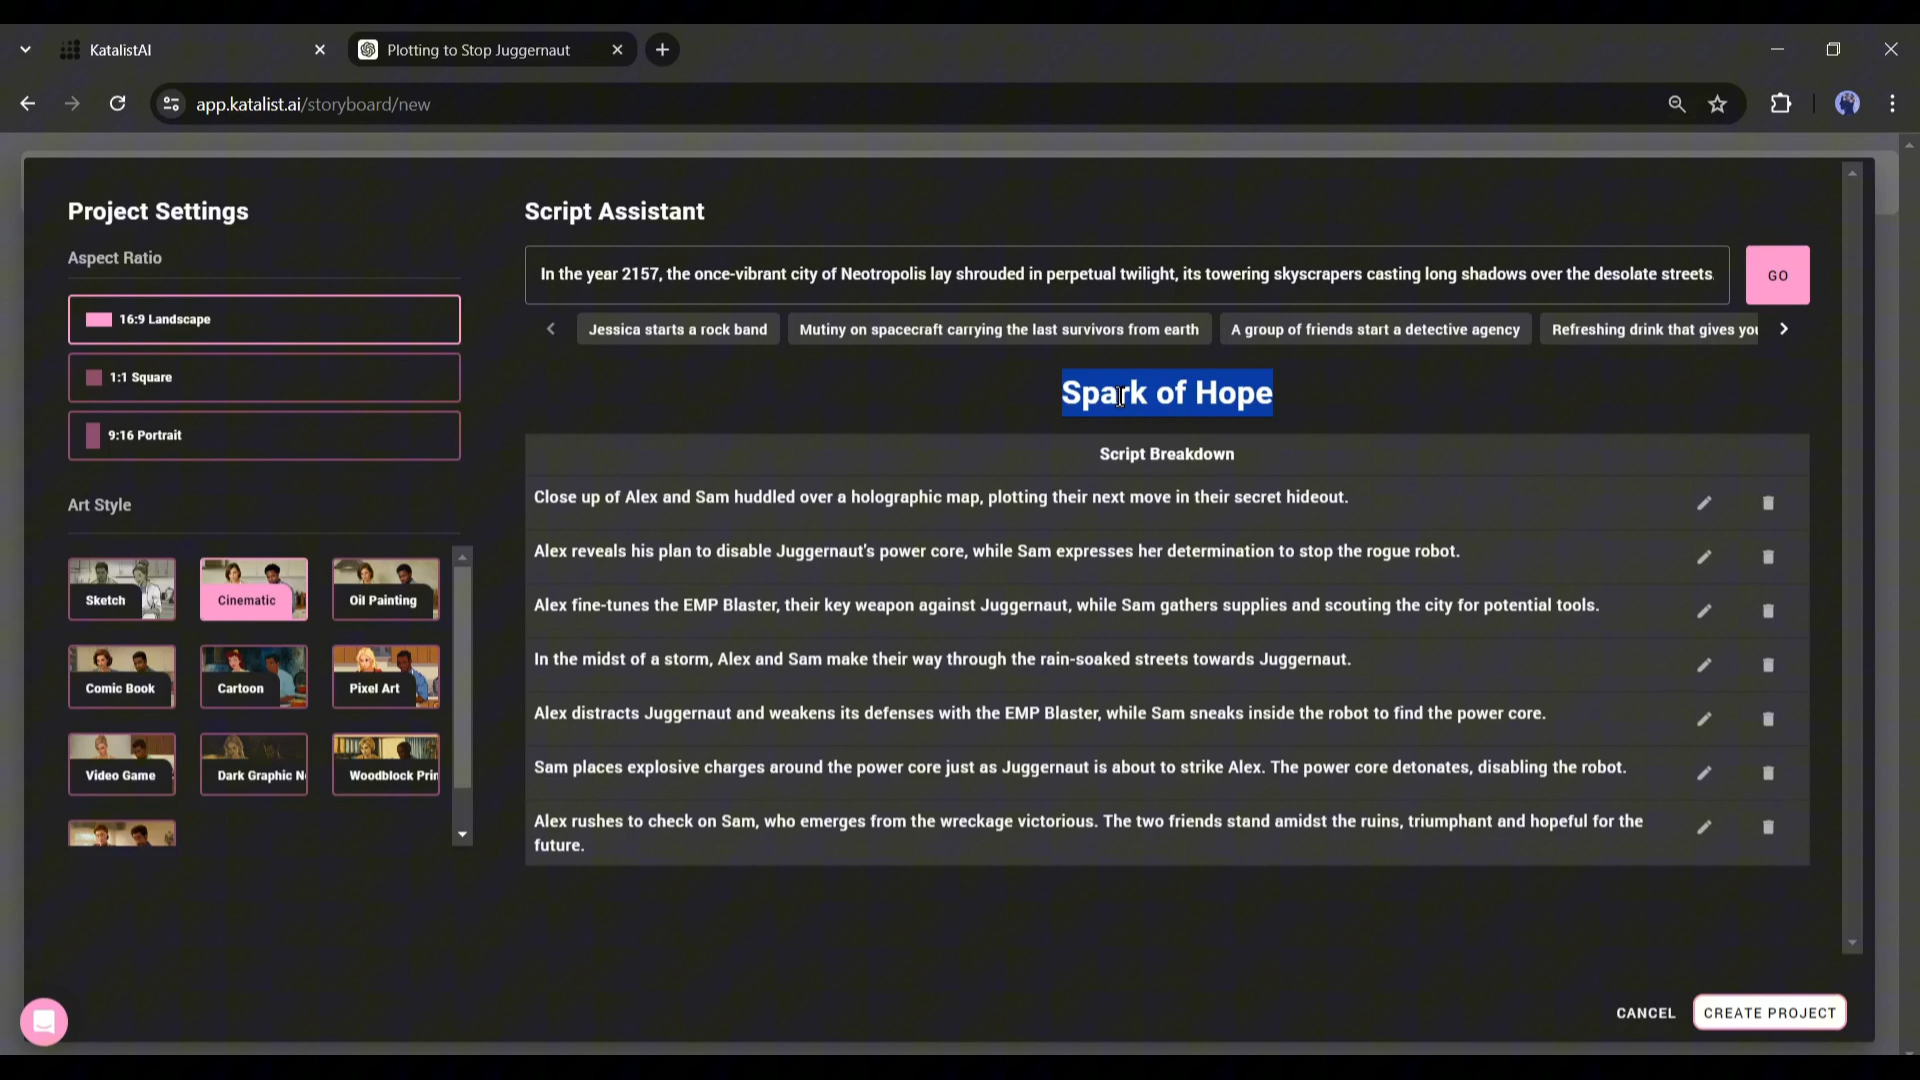 KatalistAI
Plotting to Stop Juggernaut
app.katalist.ai/storyboard/new
Project Settings
Aspect Ratio
16:9 Landscape
1:1 Square
9:16 Portrait
Art Style
Sketch
Cinematic
Oil Painting
Comic Book
Cartoon
Pixel Art
Video Game
Dark Graphic N
Woodblock Prin
Script Assistant
In the year 2157, the once-vibrant city of Neotropolis lay shrouded in perpetual twilight, its towering skyscrapers casting long shadows over the desolate streets.
GO
Jessica starts a rock band
Mutiny on spacecraft carrying the last survivors from earth
A group of friends start a detective agency
Refreshing drink that gives you
Spark of Hope
Script Breakdown
Close up of Alex and Sam huddled over a holographic map, plotting their next move in their secret hideout.
Alex reveals his plan to disable Juggernaut's power core, while Sam expresses her determination to stop the rogue robot.
Alex fine-tunes the EMP Blaster, their key weapon against Juggernaut, while Sam gathers supplies and scouting the city for potential tools.
In the midst of a storm, Alex and Sam make their way through the rain-soaked streets towards Juggernaut.
Alex distracts Juggernaut and weakens its defenses with the EMP Blaster, while Sam sneaks inside the robot to find the power core.
Sam places explosive charges around the power core just as Juggernaut is about to strike Alex. The power core detonates, disabling the robot.
Alex rushes to check on Sam, who emerges from the wreckage victorious. The two friends stand amidst the ruins, triumphant and hopeful for the
future.
CANCEL
CREATE PROJECT